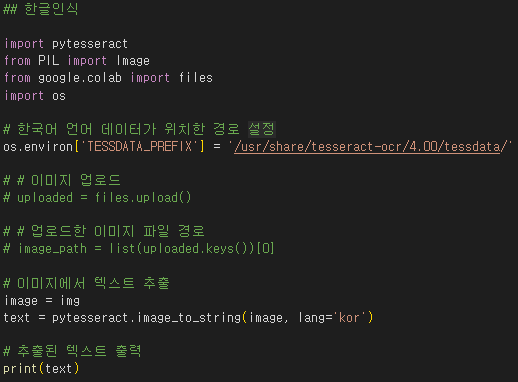 ## 한글인식
import pytesseract
from PIL import Image
from google.colab import files
import os
# 한국어 언어 데이터가 위치한 경로 설정
os.environ['TESSDATA_PREFIX'] = '/usr/share/tesseract-ocr/4.00/tessdata/'
# # 이미지 업로드
# uploaded = files.upload()
# # 업로드한 이미지 파일 경로
# image_path = list(uploaded.keys())[0]
# 이미지에서 텍스트 추출
image = img
text = pytesseract.image_to_string(image, lang='kor')
# 추출된 텍스트 출력
print(text)